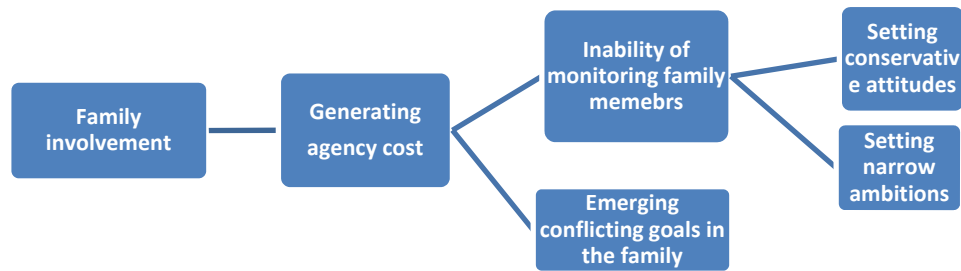 Family
involvement
Generating
agency cost
Inability of
monitoring family
memebrs
Emerging
conflicting goals in
the family
Setting
conservativ
e attitudes
Setting
narrow
ambitions